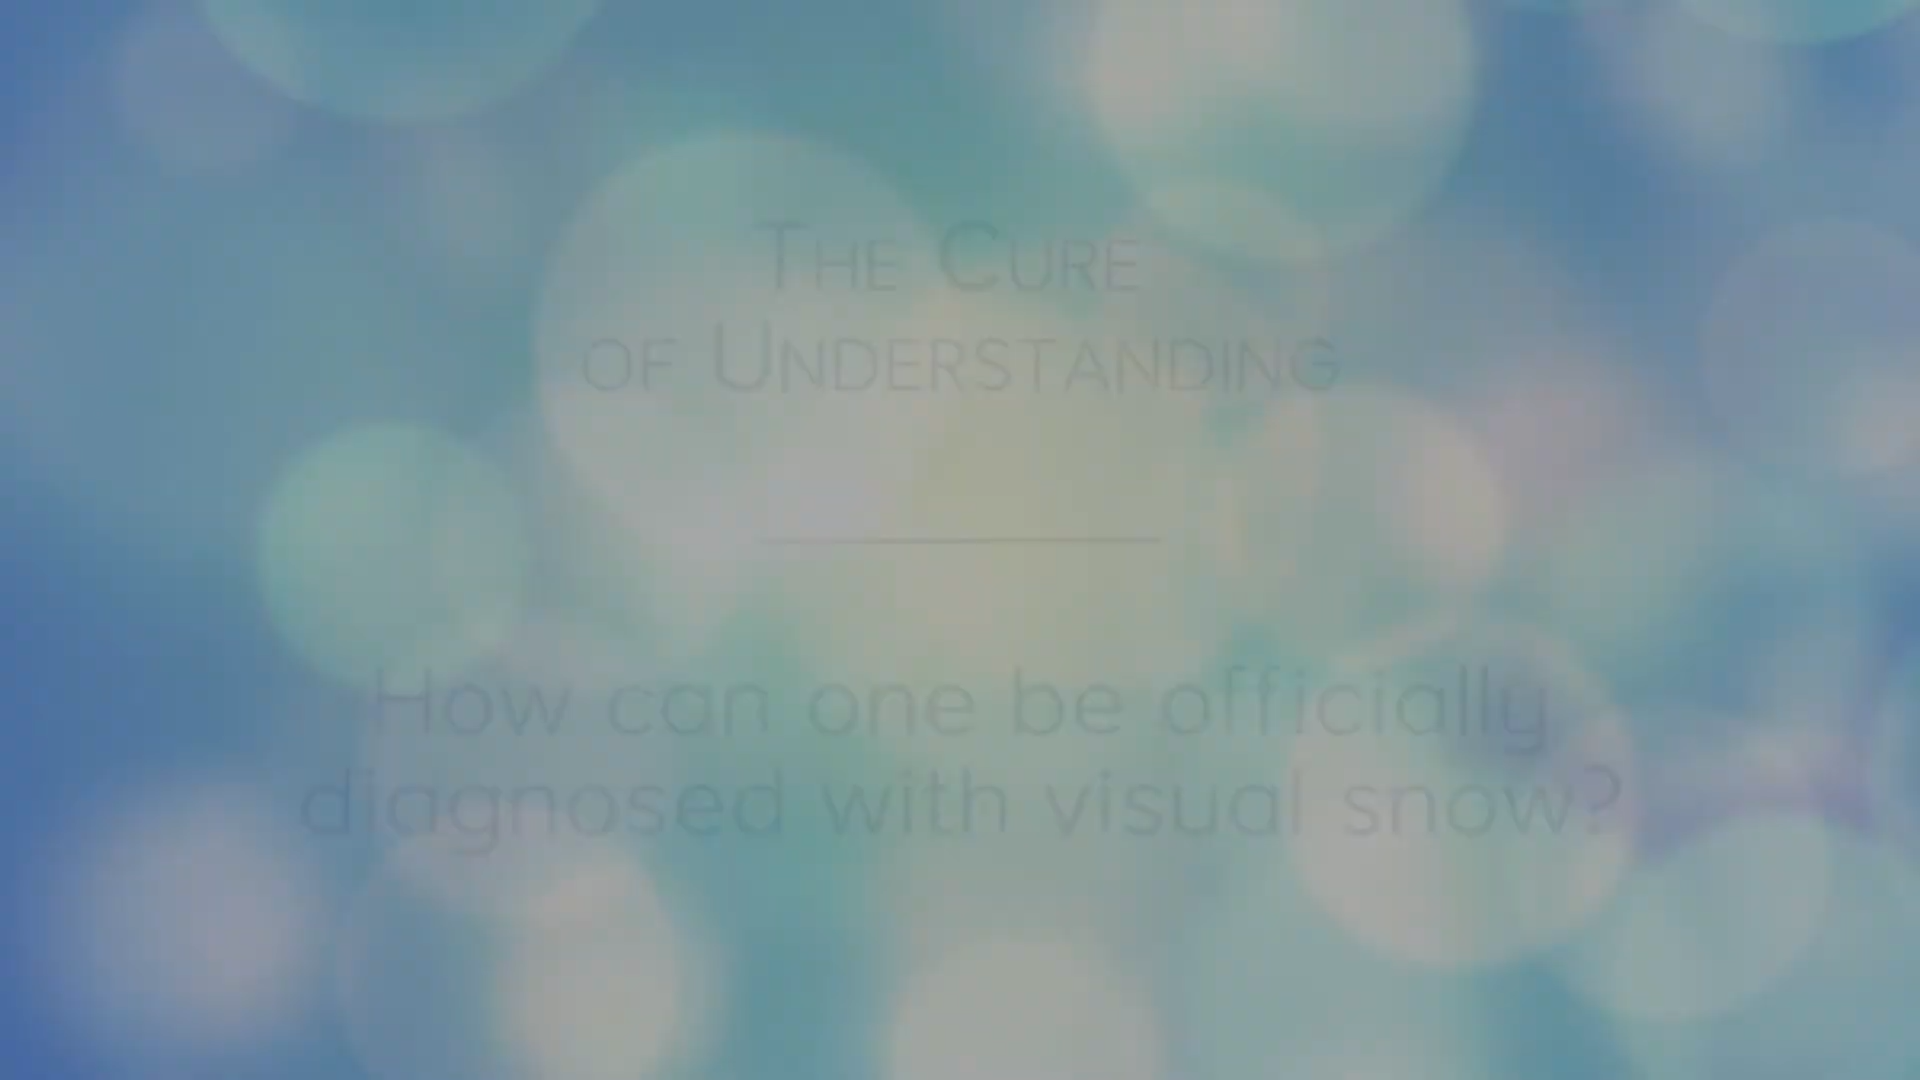 The Cure
of Understanding
How can one be officially
diagnosed with visual snow?